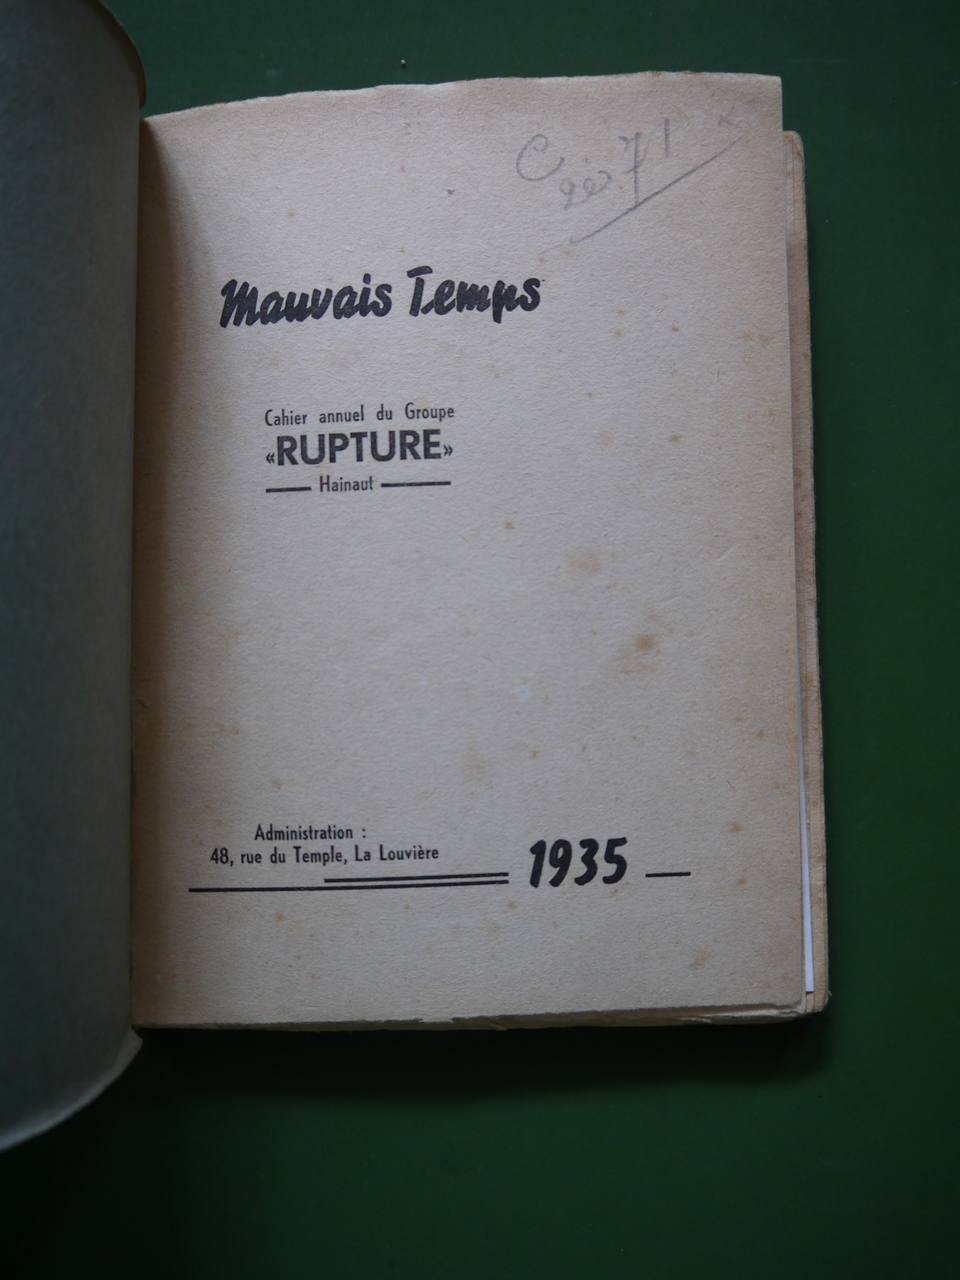 Mauvais Temps
Cahier annuel du Groupe
«RUPTURE»
Hainaut
Administration :
48, rue du Temple, La Louvière
1935